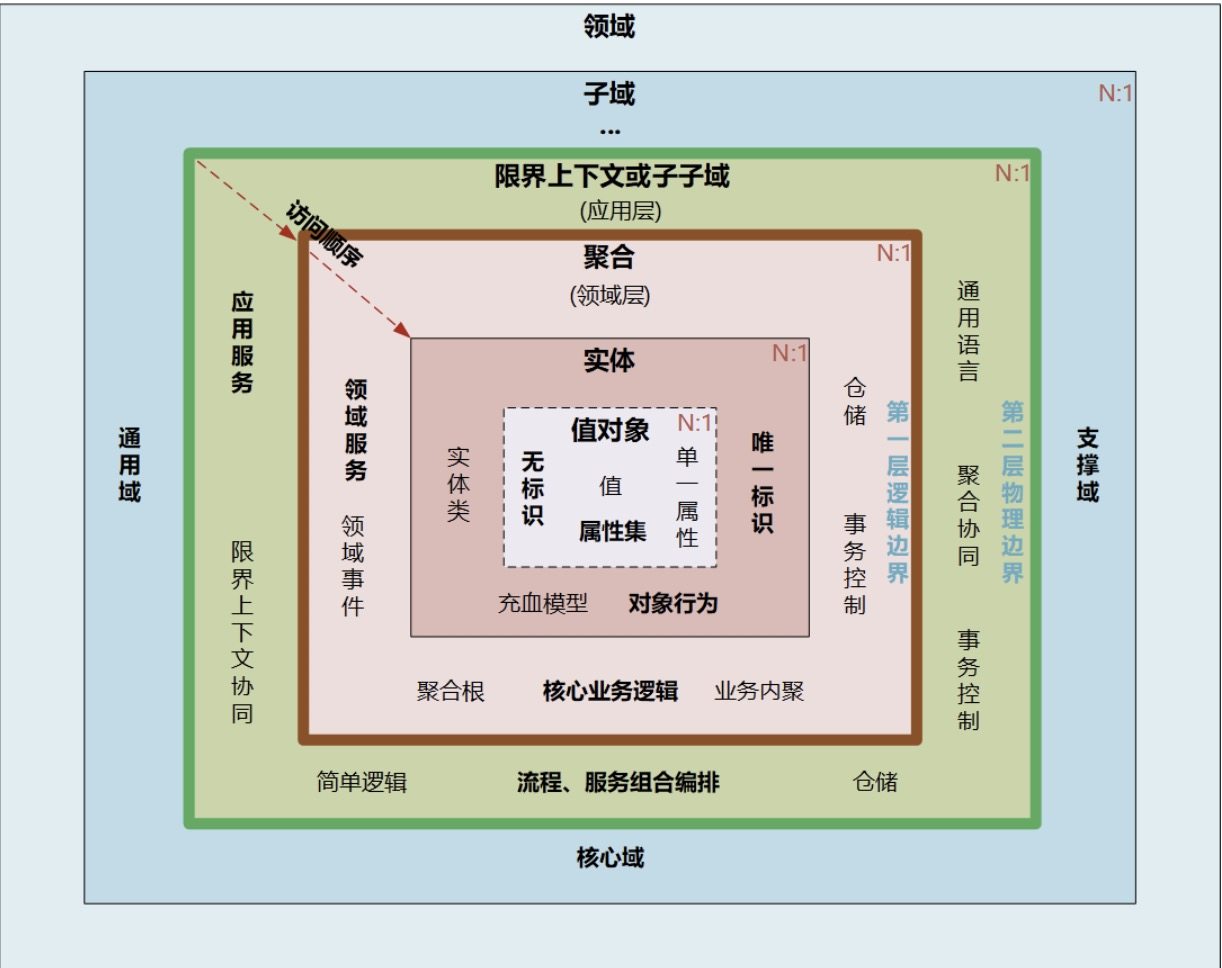 领域
子域
N:1
...
限界上下文或子子域
N:1
(应用层)
访问顺序
聚合
N:1
(领域层)
应用服务
通用语言
实体
N:1
领域服务
仓储
第一层逻辑边界
第二层物理边界
值对象
N:1
通用域
支撑域
实体类
无标识
值
单一属性
唯一标识
属性集
聚合协同
领域事件
事务控制
限界上下文协同
充血模型
对象行为
事务控制
聚合根
核心业务逻辑
业务内聚
简单逻辑
流程、服务组合编排
仓储
核心域